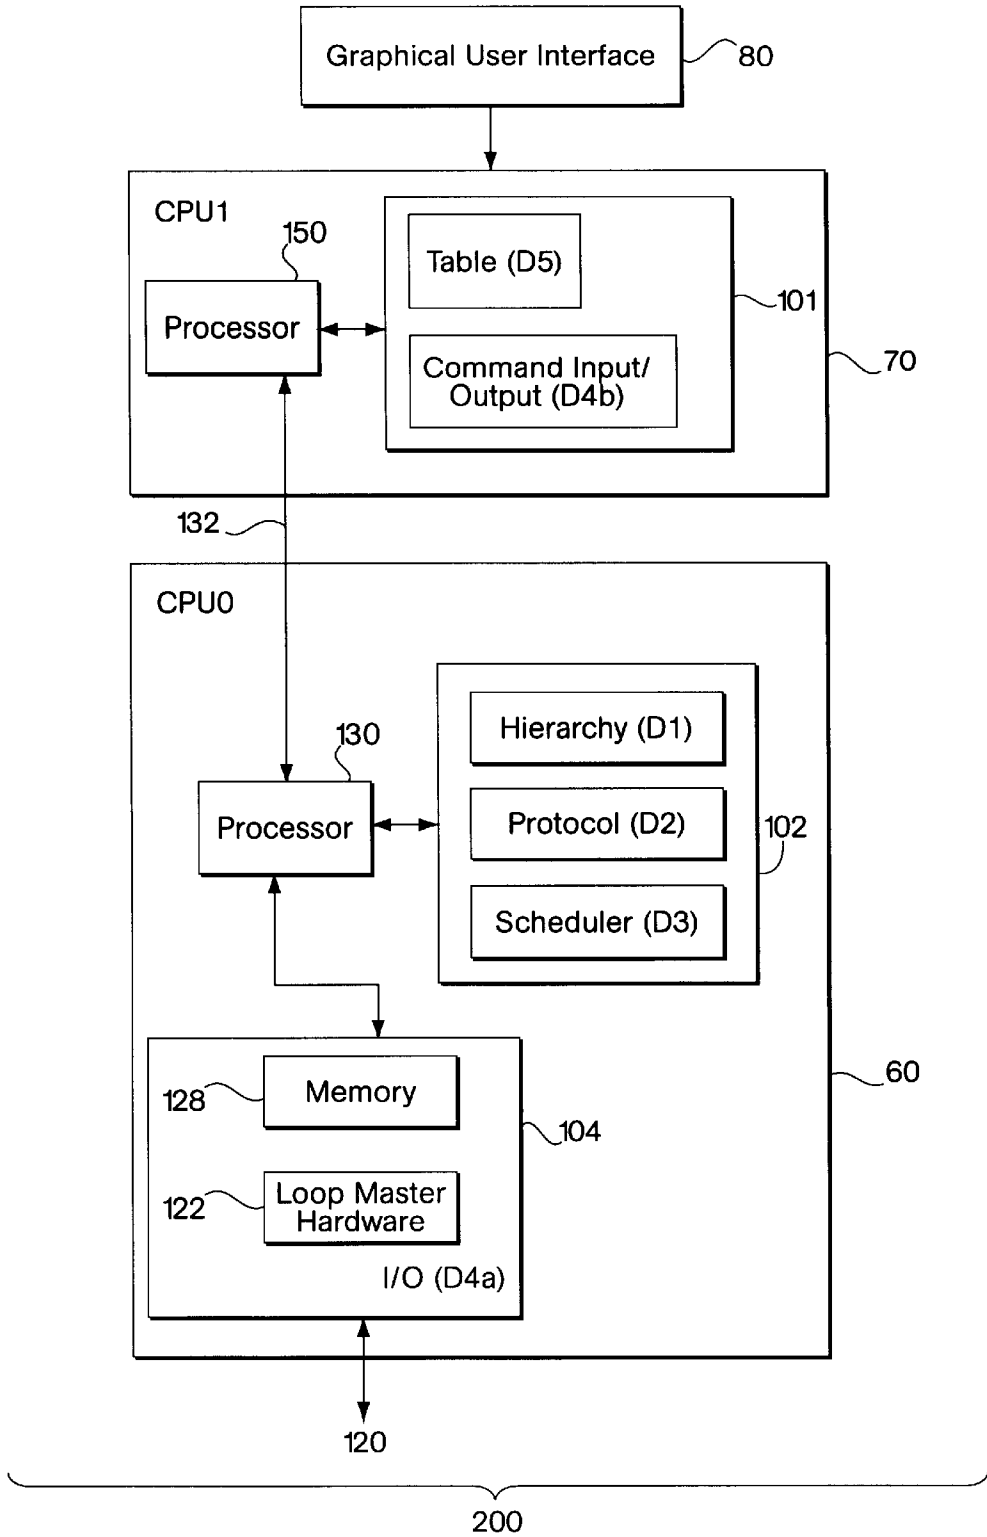 Graphical User Interface
80
CPU1
150
Table (D5)
101
Processor
70
Command Input/
Output (D4b)
132
CPU0
Hierarchy (D1)
130
Processor
Protocol (D2)
102
Scheduler (D3)
60
128
Memory
104
122
Loop Master
Hardware
I/O (D4a)
120
200